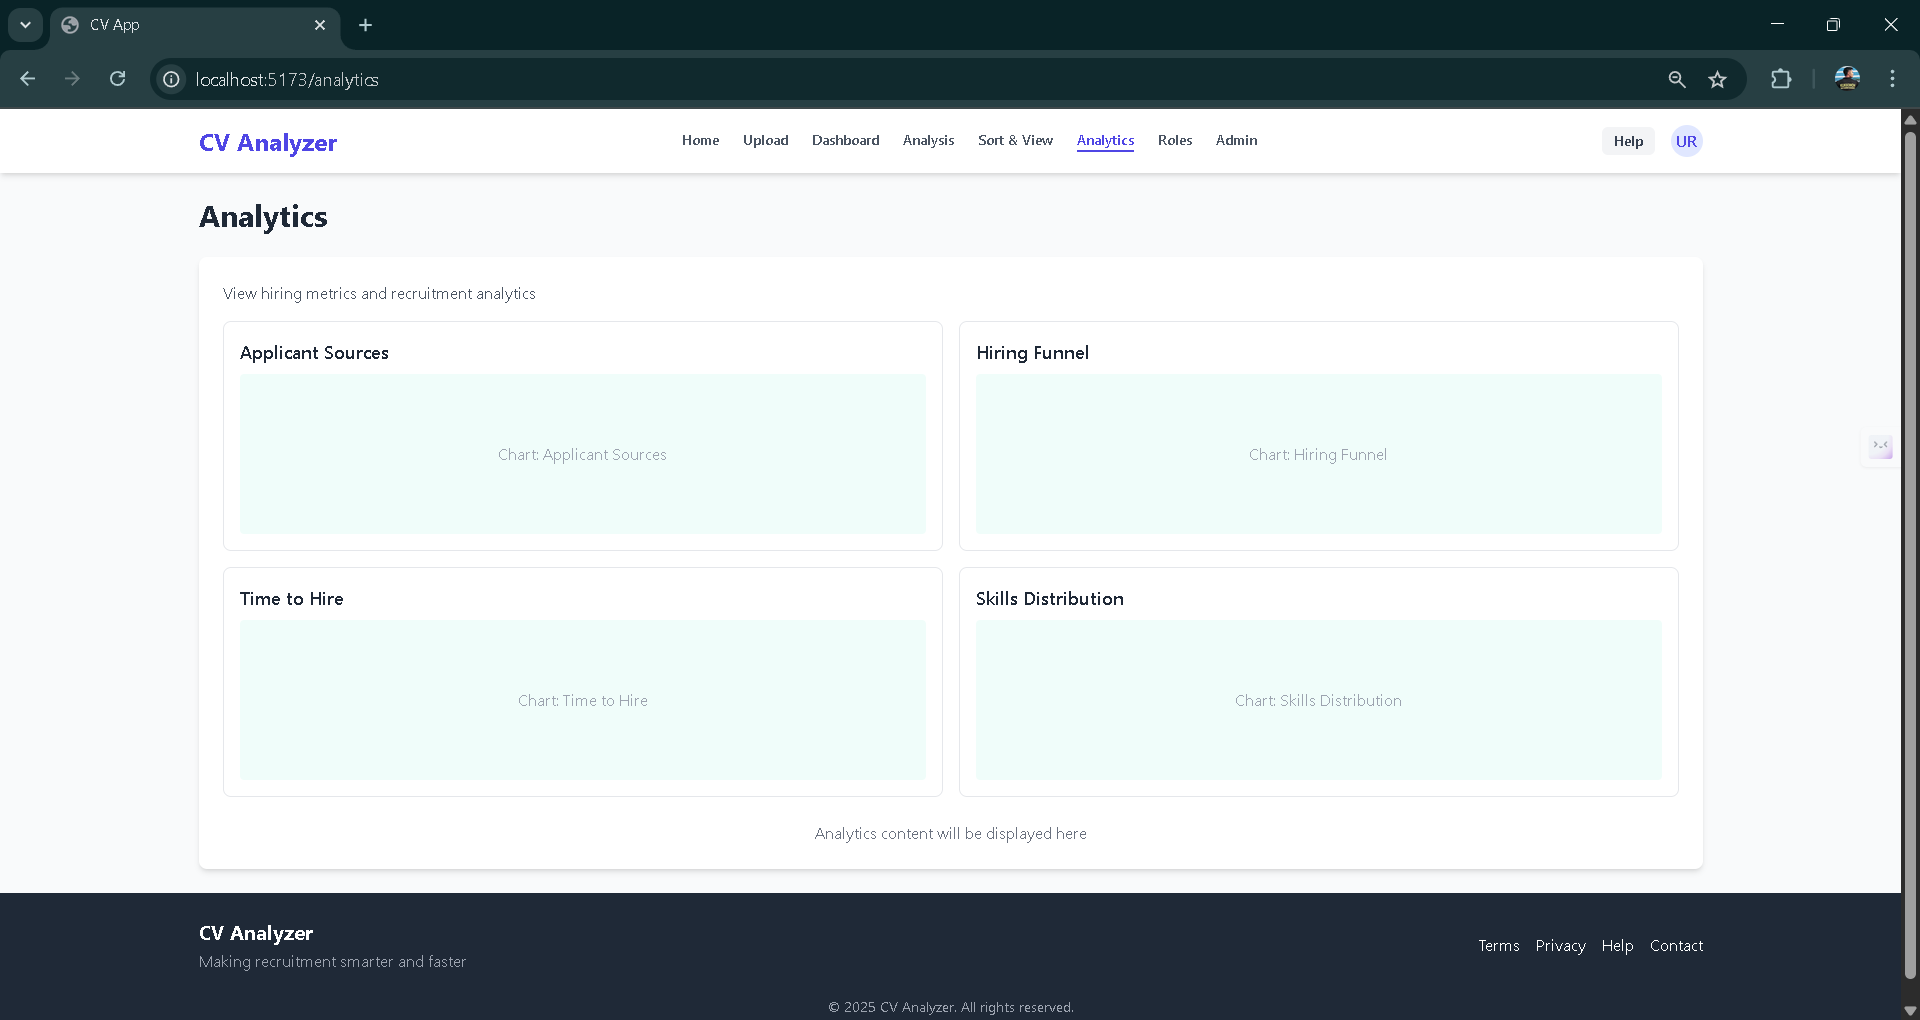 CV App
localhost:5173/analytics
CV Analyzer
Home Upload Dashboard Analysis Sort & View Analytics Roles Admin
Help UR
Analytics
View hiring metrics and recruitment analytics
Applicant Sources
Chart: Applicant Sources
Hiring Funnel
Chart: Hiring Funnel
Time to Hire
Chart: Time to Hire
Skills Distribution
Chart: Skills Distribution
Analytics content will be displayed here
CV Analyzer
Making recruitment smarter and faster
Terms Privacy Help Contact
© 2025 CV Analyzer. All rights reserved.